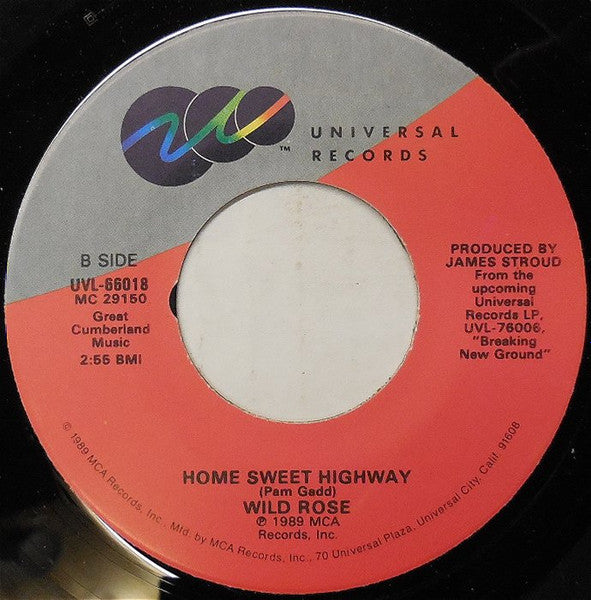 UNIVERSAL
RECORDS
TM
B SIDE
UVL-66018
MC 29150
Great
Cumberland
Music
2:55 BMI
PRODUCED BY
JAMES STROUD
From the
upcoming
Universal
Records LP,
UVL-76006,
"Breaking
New Ground"
HOME SWEET HIGHWAY
(Pam Gadd)
WILD ROSE
℗ 1989 MCA
Records, Inc.
© 1989 MCA Records, Inc. Mfd. by MCA Records, Inc., 70 Universal Plaza, Universal City, Calif. 91608